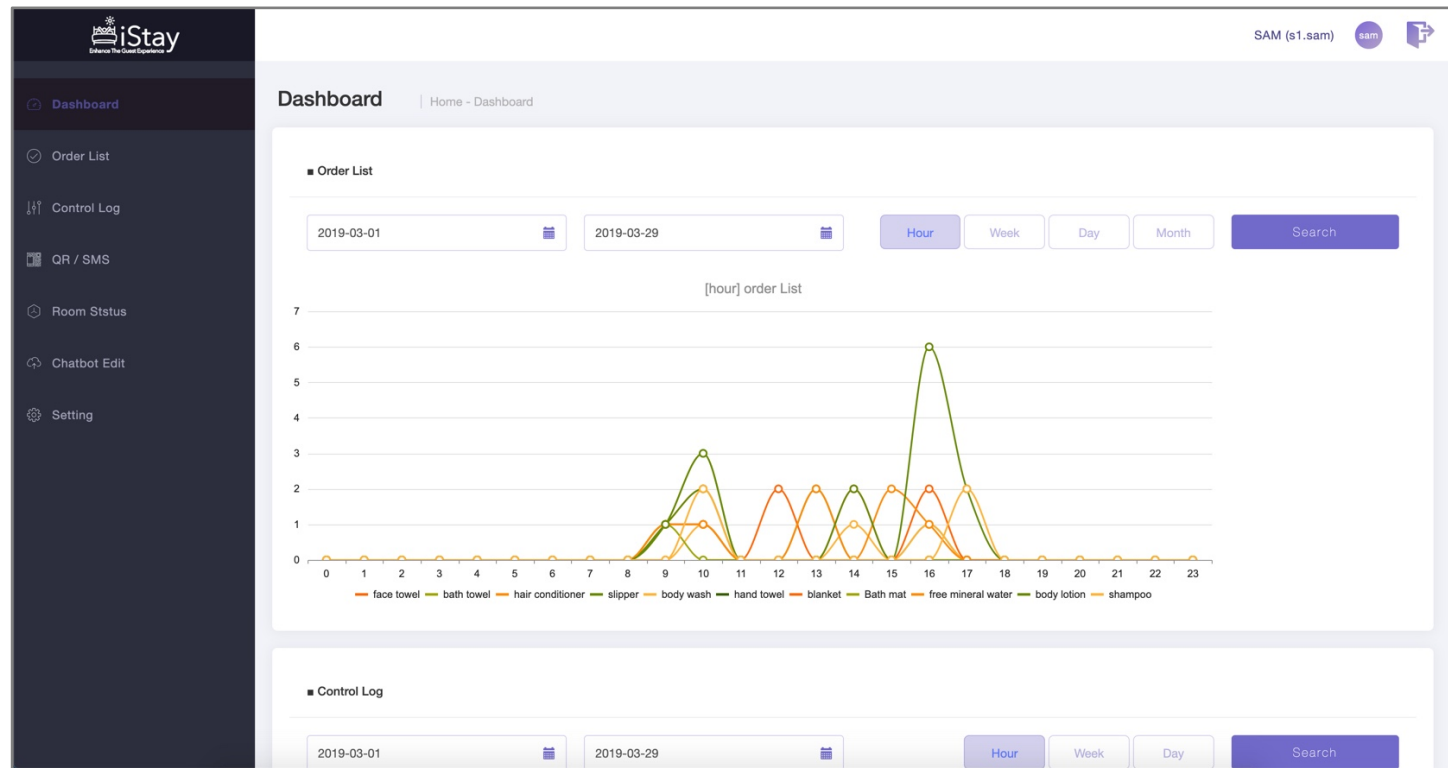 iStay
Enhance The Guest Experience
SAM (s1.sam)
sam
Dashboard
Order List
Control Log
QR / SMS
Room Ststus
Chatbot Edit
Setting
Dashboard
Home - Dashboard
■ Order List
2019-03-01
2019-03-29
Hour
Week
Day
Month
Search
[hour] order List
7
6
5
4
3
2
1
0
0 1 2 3 4 5 6 7 8 9 10 11 12 13 14 15 16 17 18 19 20 21 22 23
face towel bath towel hair conditioner slipper body wash hand towel blanket Bath mat free mineral water body lotion shampoo
■ Control Log
2019-03-01
2019-03-29
Hour
Week
Day
Search